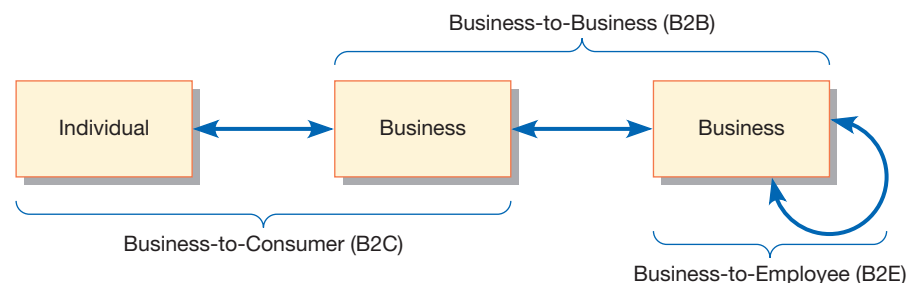 Business-to-Business (B2B)
Individual
Business
Business
Business-to-Consumer (B2C)
Business-to-Employee (B2E)